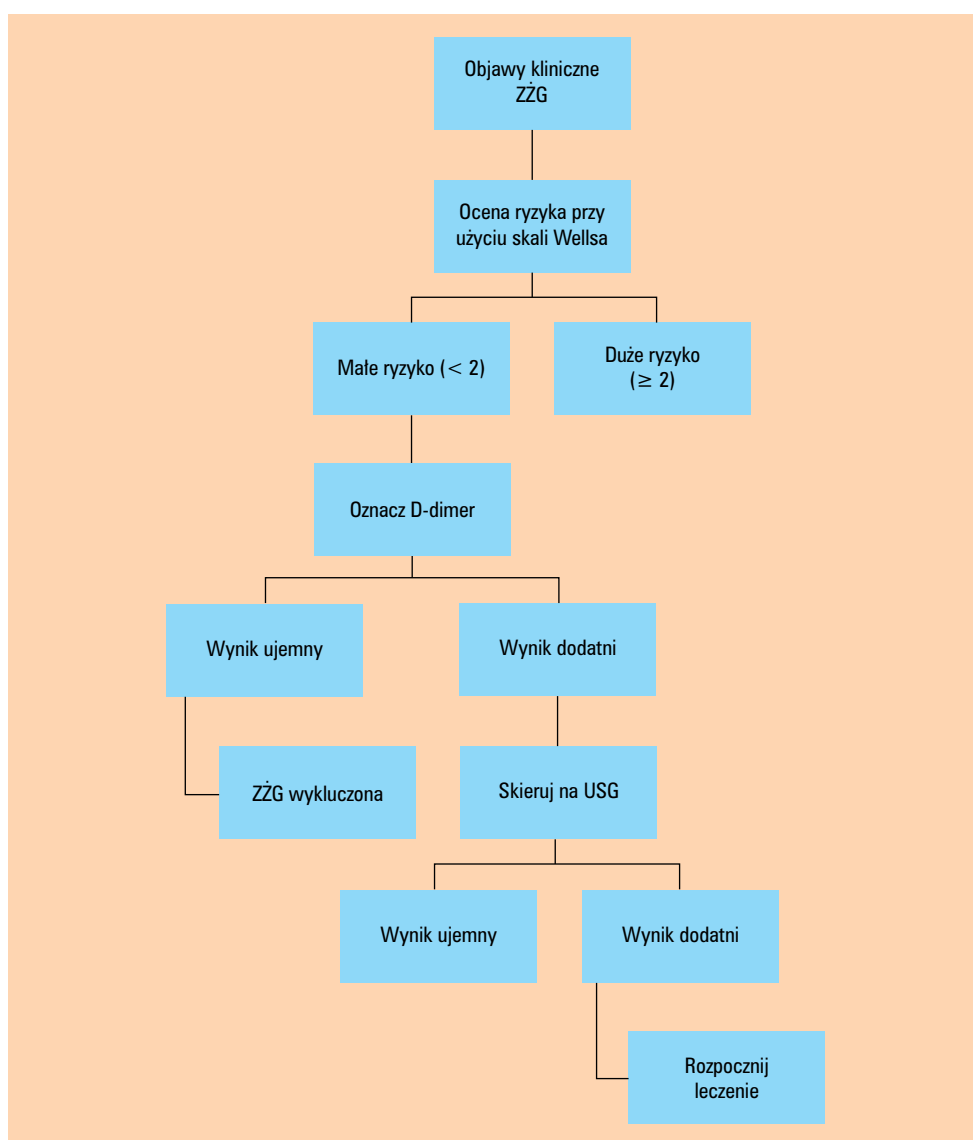 Objawy kliniczne
ZŻG
Ocena ryzyka przy
użyciu skali Wellsa
Małe ryzyko (< 2)
Duże ryzyko
(≥ 2)
Oznacz D-dimer
Wynik ujemny
Wynik dodatni
ZŻG wykluczona
Skieruj na USG
Wynik ujemny
Wynik dodatni
Rozpocznij
leczenie